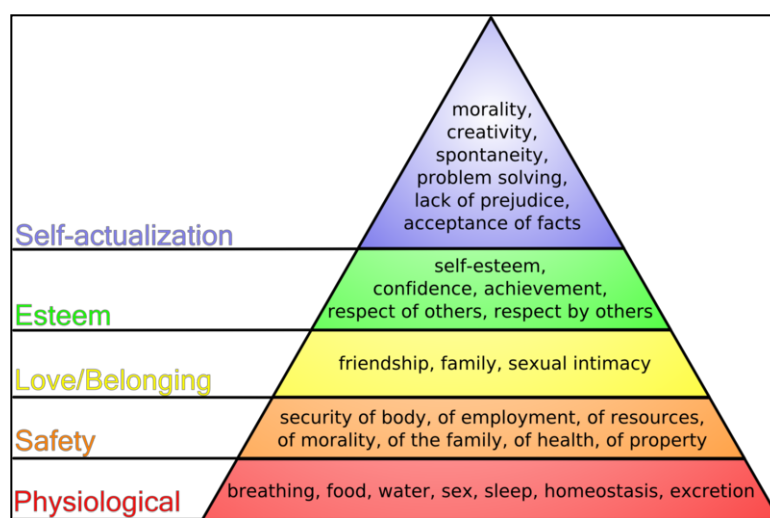 morality,
creativity,
spontaneity,
problem solving,
lack of prejudice,
acceptance of facts
Self-actualization
self-esteem,
confidence, achievement,
respect of others, respect by others
Esteem
friendship, family, sexual intimacy
Love/Belonging
security of body, of employment, of resources,
of morality, of the family, of health, of property
Safety
breathing, food, water, sex, sleep, homeostasis, excretion
Physiological